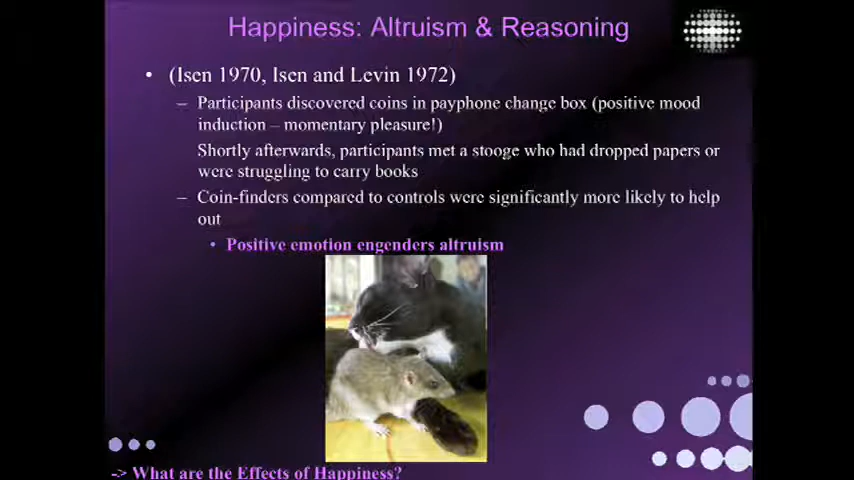 Happiness: Altruism & Reasoning
• (Isen 1970, Isen and Levin 1972)
– Participants discovered coins in payphone change box (positive mood
induction – momentary pleasure!)
Shortly afterwards, participants met a stooge who had dropped papers or
were struggling to carry books
– Coin-finders compared to controls were significantly more likely to help
out
• Positive emotion engenders altruism
-> What are the Effects of Happiness?